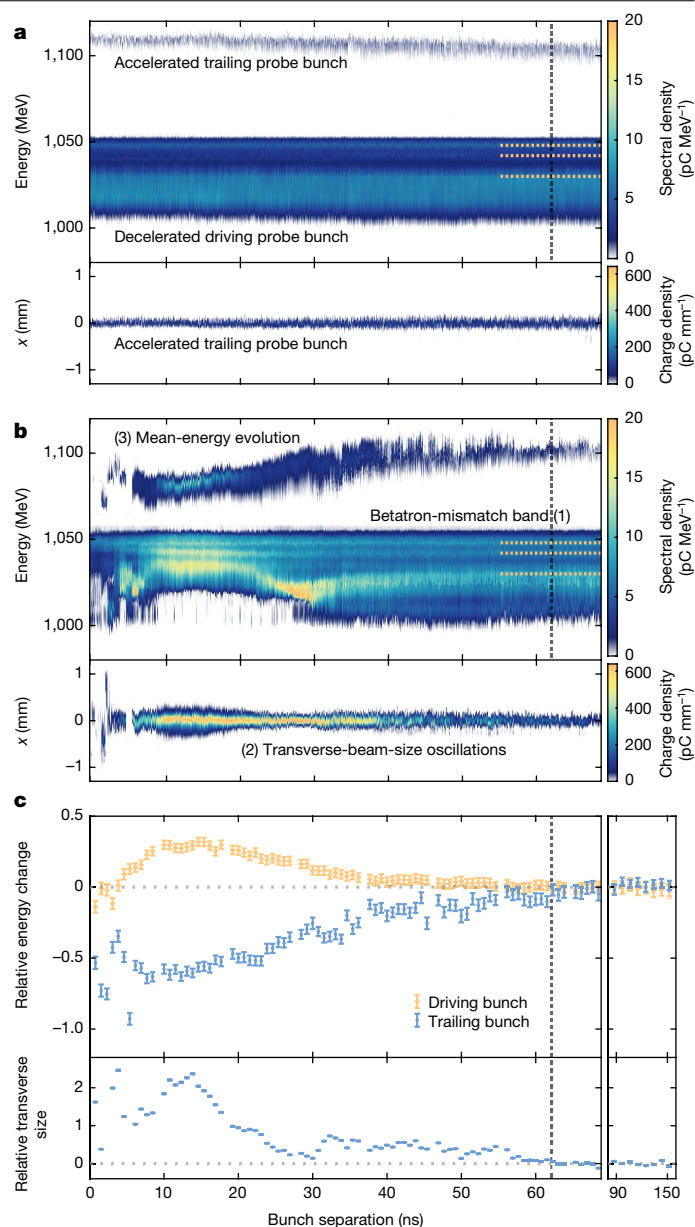 a
1,100
1,050
1,000
Energy (MeV)
Accelerated trailing probe bunch
Decelerated driving probe bunch
20
15
10
5
0
Spectral density
(pC MeV⁻¹)
1
0
−1
x (mm)
Accelerated trailing probe bunch
600
400
200
0
Charge density
(pC mm⁻¹)
b
1,100
1,050
1,000
Energy (MeV)
(3) Mean-energy evolution
Betatron-mismatch band (1)
20
15
10
5
0
Spectral density
(pC MeV⁻¹)
1
0
−1
x (mm)
(2) Transverse-beam-size oscillations
600
400
200
0
Charge density
(pC mm⁻¹)
c
0.5
0
−0.5
−1.0
Relative energy change
Driving bunch
Trailing bunch
2
1
0
Relative transverse
size
0 10 20 30 40 50 60 90 150
Bunch separation (ns)